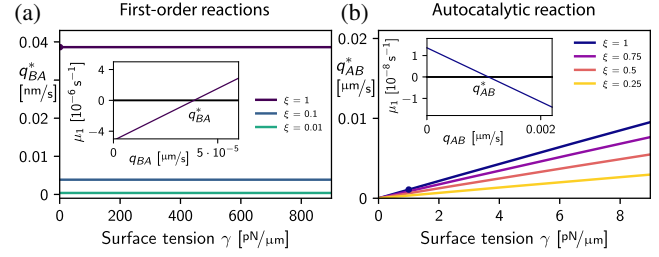 (a) First-order reactions
0.04
q*BA
[nm/s]
0.02
0.01
0
μ₁ [10⁻⁶ s⁻¹]
4
0
−4
q*BA
0
5 · 10⁻⁵
qBA [μm/s]
ξ = 1
ξ = 0.1
ξ = 0.01
0 200 400 600 800
Surface tension γ [pN/μm]
(b) Autocatalytic reaction
0.02
q*AB
[μm/s]
0.01
0
μ₁ [10⁻⁸ s⁻¹]
1
0
−1
q*AB
0
0.002
qAB [μm/s]
ξ = 1
ξ = 0.75
ξ = 0.5
ξ = 0.25
0 2 4 6 8
Surface tension γ [pN/μm]